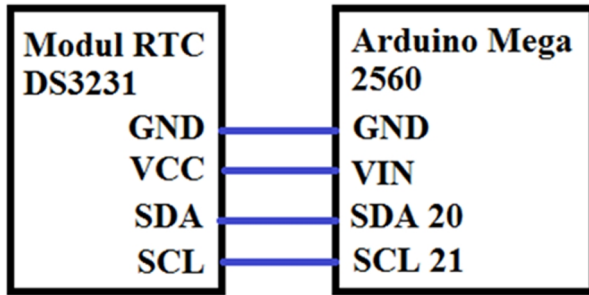 Modul RTC
DS3231
GND
VCC
SDA
SCL
Arduino Mega
2560
GND
VIN
SDA 20
SCL 21